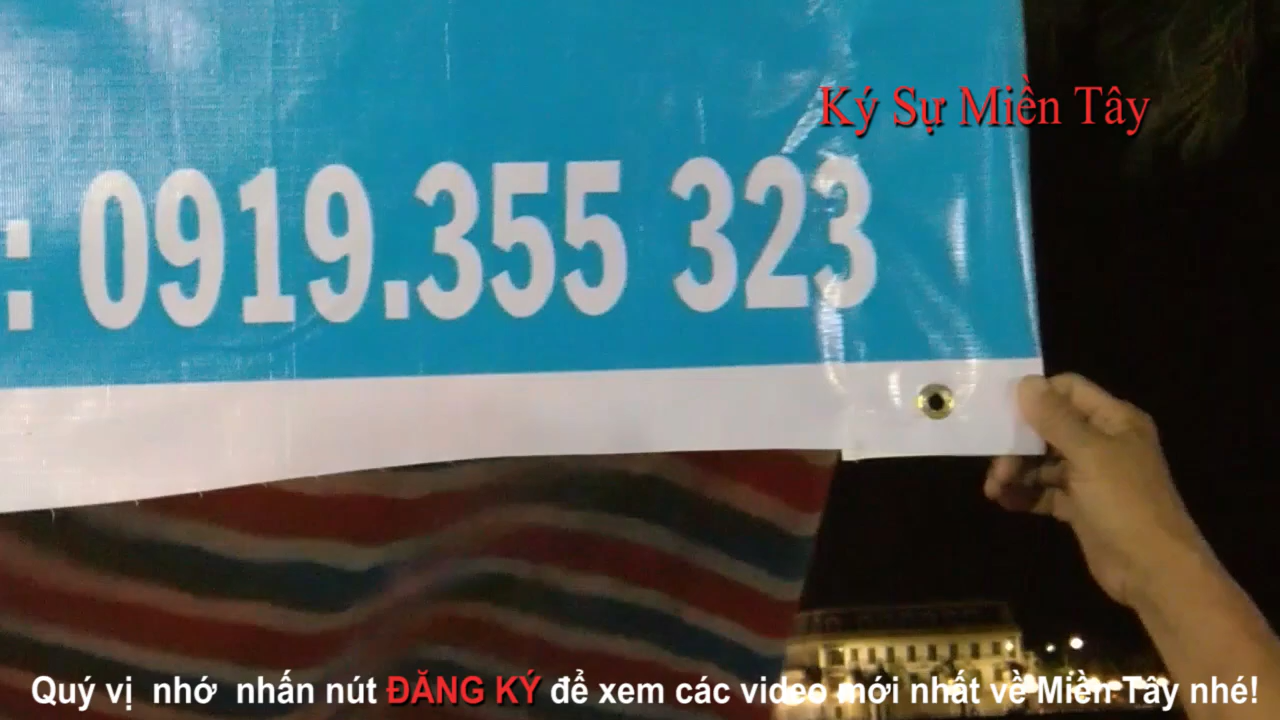 Ký Sự Miền Tây
: 0919.355 323
Quý vị nhớ nhấn nút ĐĂNG KÝ để xem các video mới nhất về Miền Tây nhé!